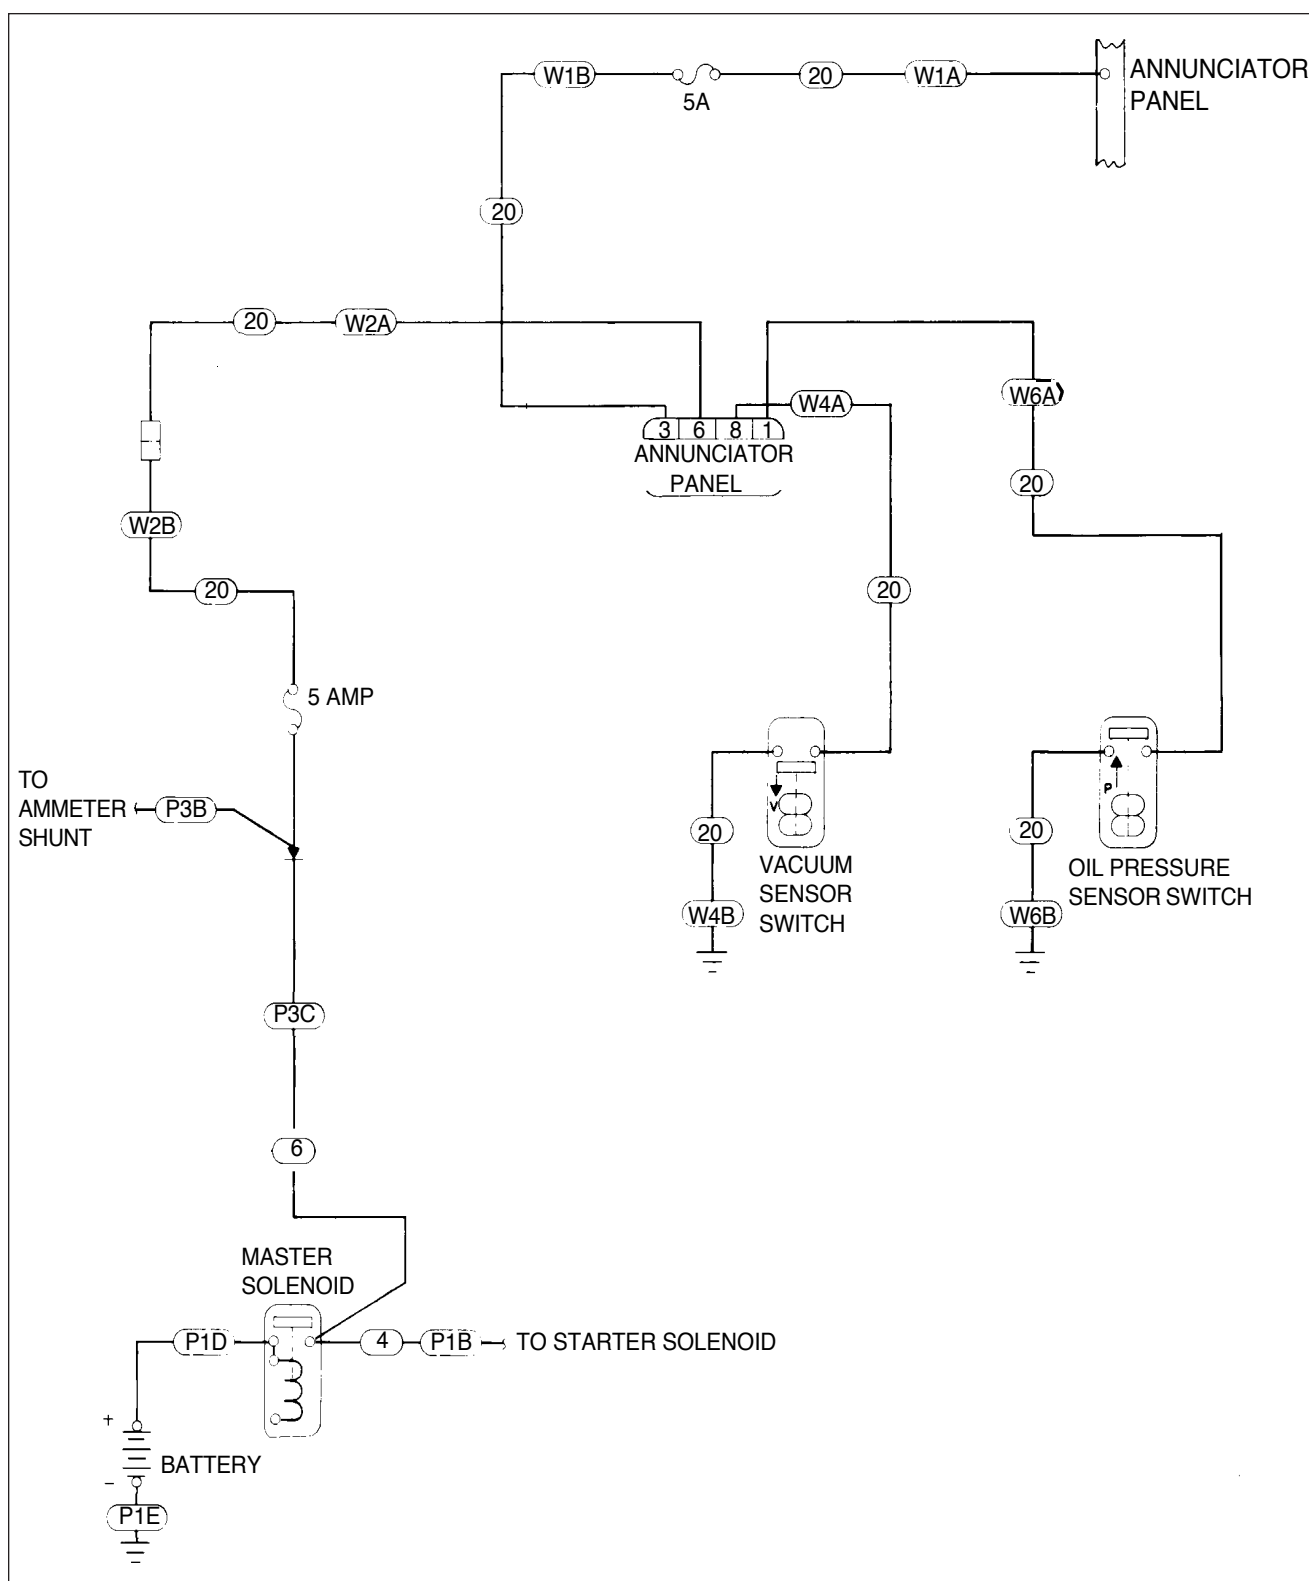 W1B
5A
20
W1A
ANNUNCIATOR
PANEL
20
20
W2A
W4A
W6A
3 6 8 1
ANNUNCIATOR
PANEL
20
W2B
20
20
5 AMP
TO
AMMETER
SHUNT
P3B
V
P
20
20
VACUUM
SENSOR
SWITCH
OIL PRESSURE
SENSOR SWITCH
W4B
W6B
P3C
6
MASTER
SOLENOID
P1D
4
P1B
TO STARTER SOLENOID
+
BATTERY
–
P1E